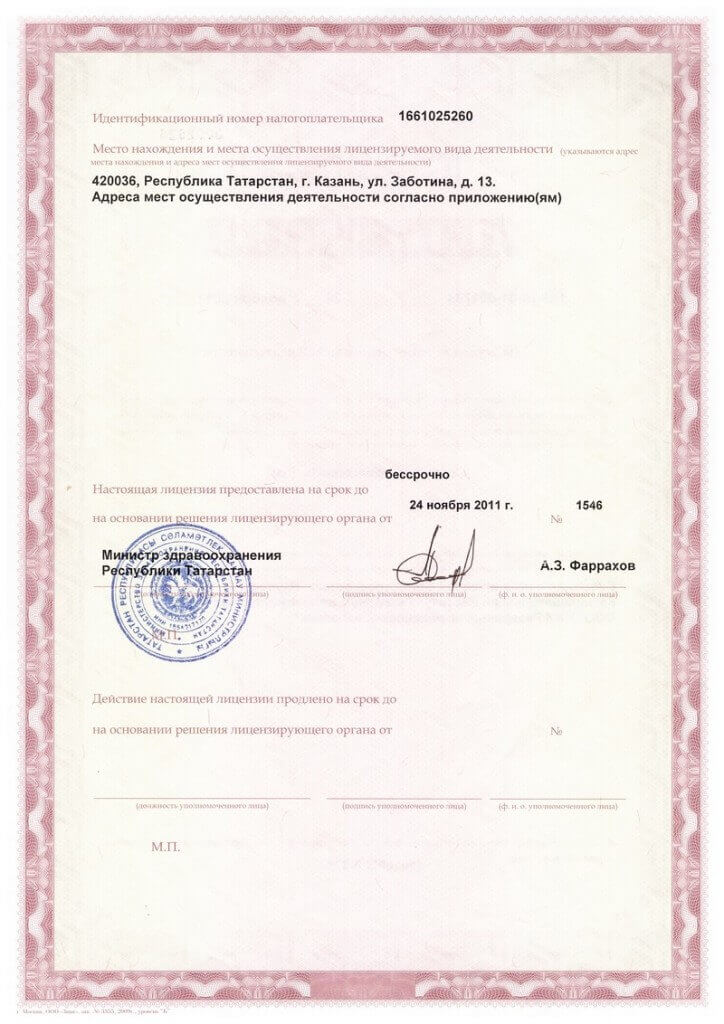 Идентификационный номер налогоплательщика 1661025260
Место нахождения и места осуществления лицензируемого вида деятельности (указываются адрес
места нахождения и адреса мест осуществления лицензируемого вида деятельности)
420036, Республика Татарстан, г. Казань, ул. Заботина, д. 13.
Адреса мест осуществления деятельности согласно приложению(ям)
бессрочно
Настоящая лицензия предоставлена на срок до
24 ноября 2011 г. 1546
на основании решения лицензирующего органа от №
Министр здравоохранения
Республики Татарстан
А.З. Фаррахов
(подпись уполномоченного лица) (ф. и. о. уполномоченного лица)
М.П.
Действие настоящей лицензии продлено на срок до
на основании решения лицензирующего органа от №
(должность уполномоченного лица) (подпись уполномоченного лица) (ф. и. о. уполномоченного лица)
М.П.